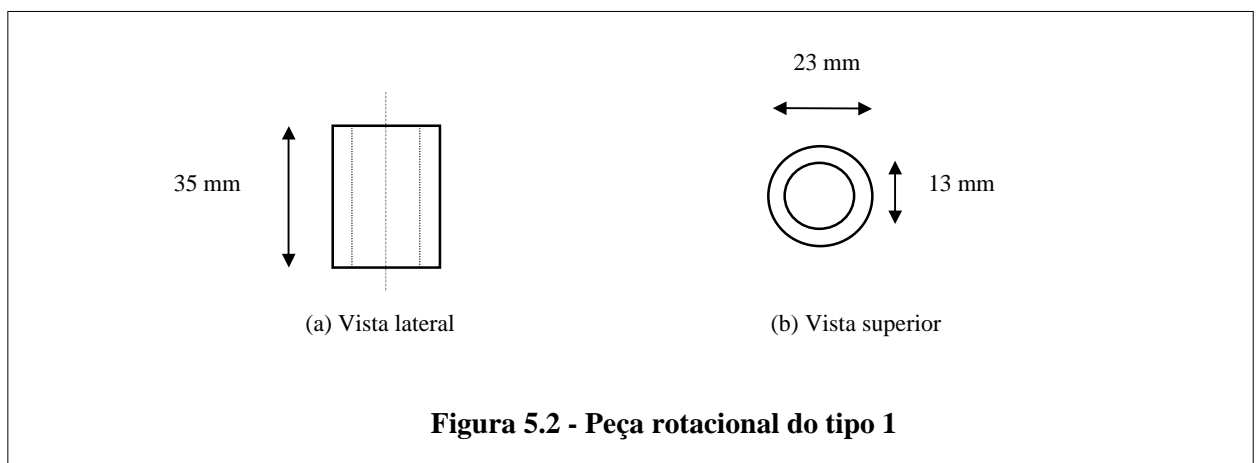 23 mm
35 mm
13 mm
(a) Vista lateral
(b) Vista superior
Figura 5.2 - Peça rotacional do tipo 1